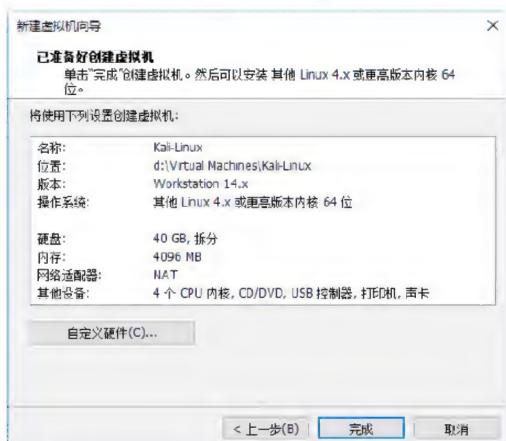 新建虚拟机向导
已准备好创建虚拟机
单击"完成"创建虚拟机。然后可以安装 其他 Linux 4.x 或更高版本内核 64
位。
将使用下列设置创建虚拟机:
名称: Kali-Linux
位置: d:\Virtual Machines\Kali-Linux
版本: Workstation 14.x
操作系统: 其他 Linux 4.x 或更高版本内核 64 位
硬盘: 40 GB, 拆分
内存: 4096 MB
网络适配器: NAT
其他设备: 4 个 CPU 内核, CD/DVD, USB 控制器, 打印机, 声卡
自定义硬件(C)...
< 上一步(B) 完成 取消